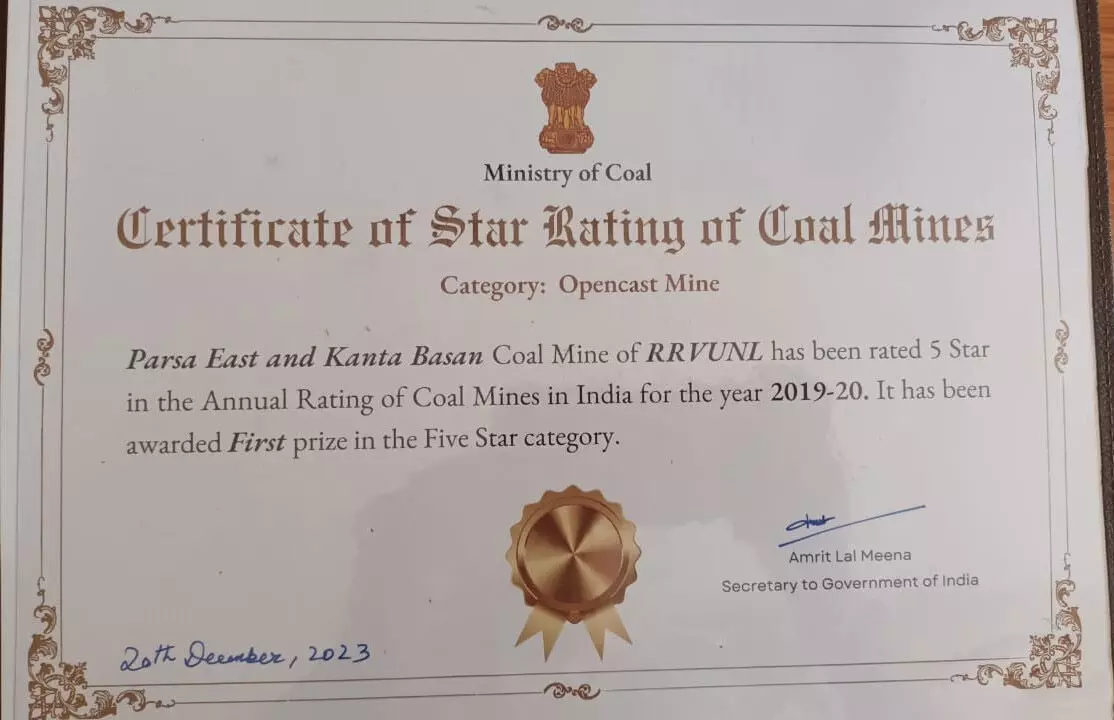 Ministry of Coal
Certificate of Star Rating of Coal Mines
Category: Opencast Mine
Parsa East and Kanta Basan Coal Mine of RRVUNL has been rated 5 Star
in the Annual Rating of Coal Mines in India for the year 2019-20. It has been
awarded First prize in the Five Star category.
Amrit Lal Meena
Secretary to Government of India
20th December, 2023